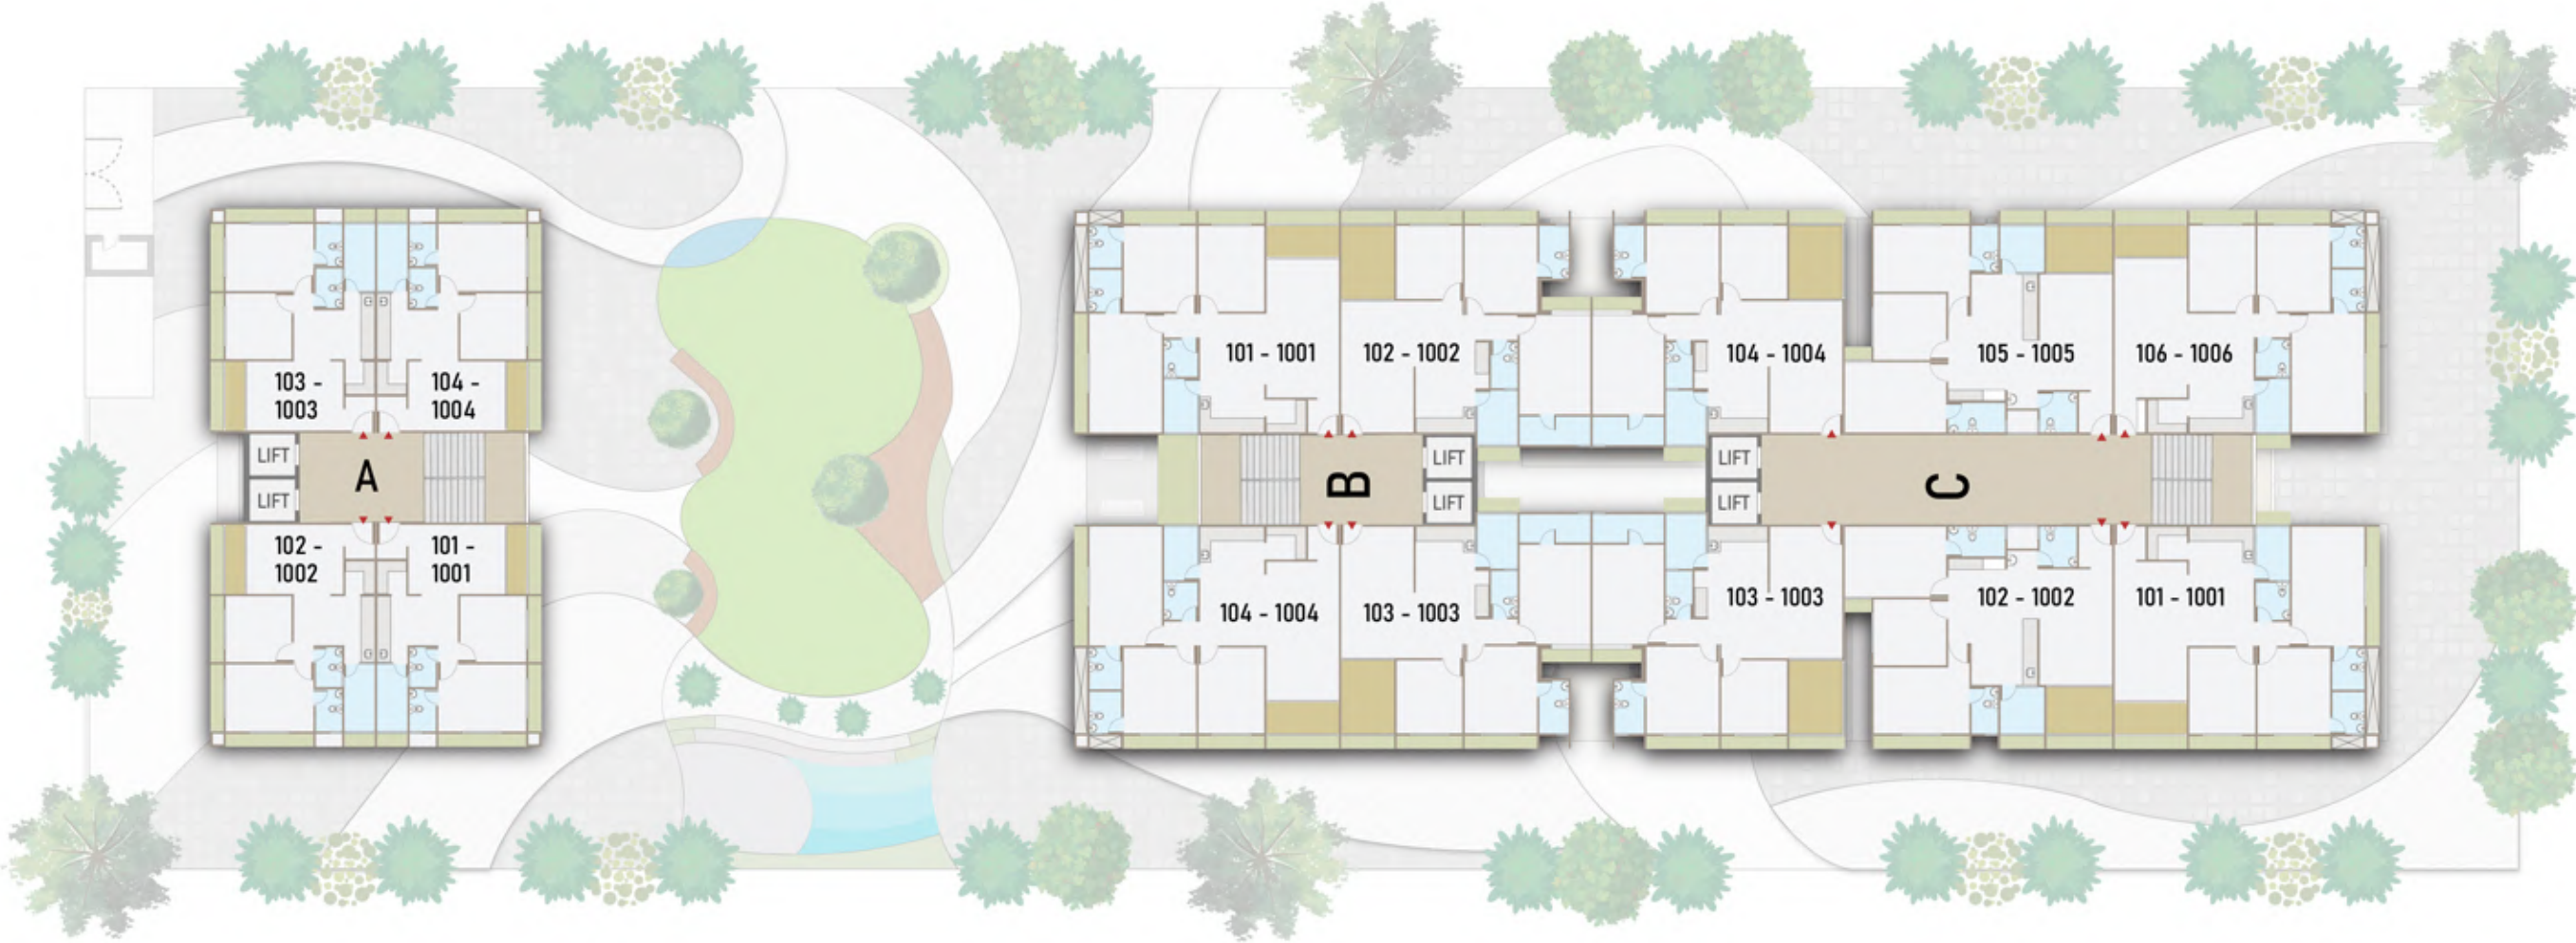 103 -
1003
104 -
1004
LIFT
LIFT
A
102 -
1002
101 -
1001
101 - 1001
102 - 1002
104 - 1004
105 - 1005
106 - 1006
B
LIFT
LIFT
LIFT
LIFT
C
104 - 1004
103 - 1003
103 - 1003
102 - 1002
101 - 1001